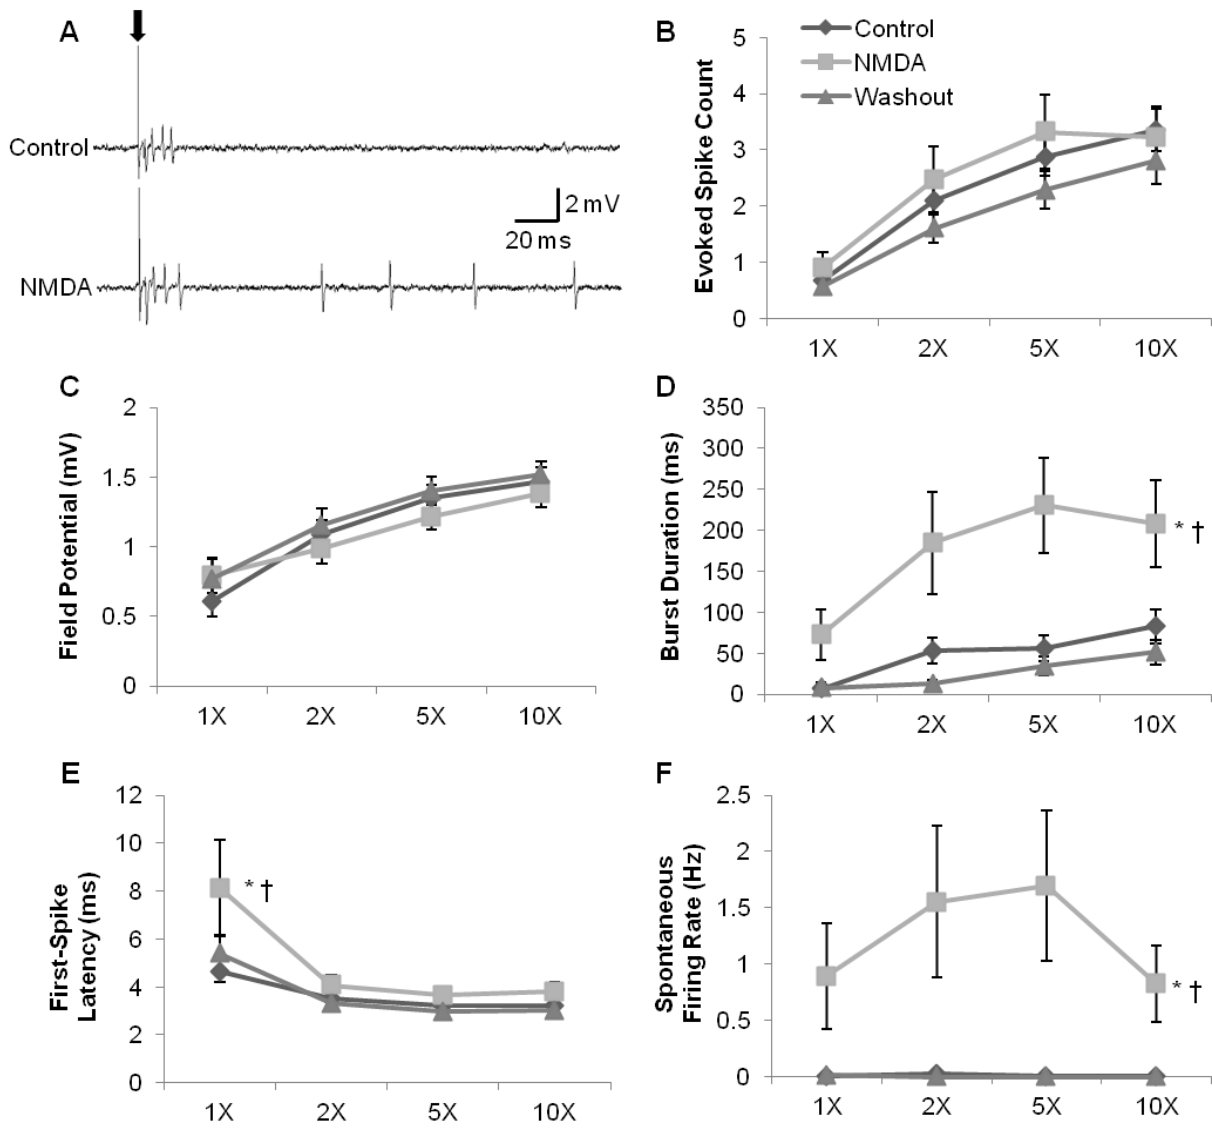 A
Control
NMDA
2 mV
20 ms
B
Control
NMDA
Washout
Evoked Spike Count
5
4
3
2
1
0
1X 2X 5X 10X
C
Field Potential (mV)
2
1.5
1
0.5
0
1X 2X 5X 10X
D
Burst Duration (ms)
350
300
250
200
150
100
50
0
* †
1X 2X 5X 10X
E
First-Spike
Latency (ms)
12
10
8
6
4
2
0
* †
1X 2X 5X 10X
F
Spontaneous
Firing Rate (Hz)
2.5
2
1.5
1
0.5
0
* †
1X 2X 5X 10X